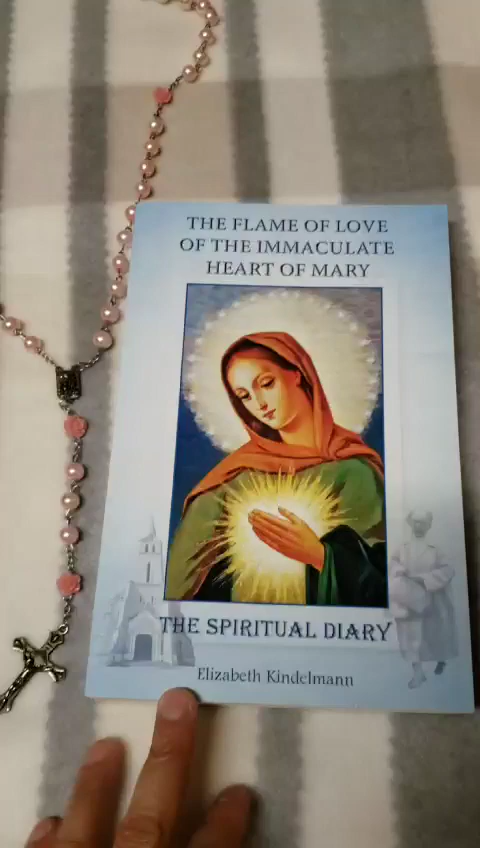 THE FLAME OF LOVE
OF THE IMMACULATE
HEART OF MARY
THE SPIRITUAL DIARY
Elizabeth Kindelmann